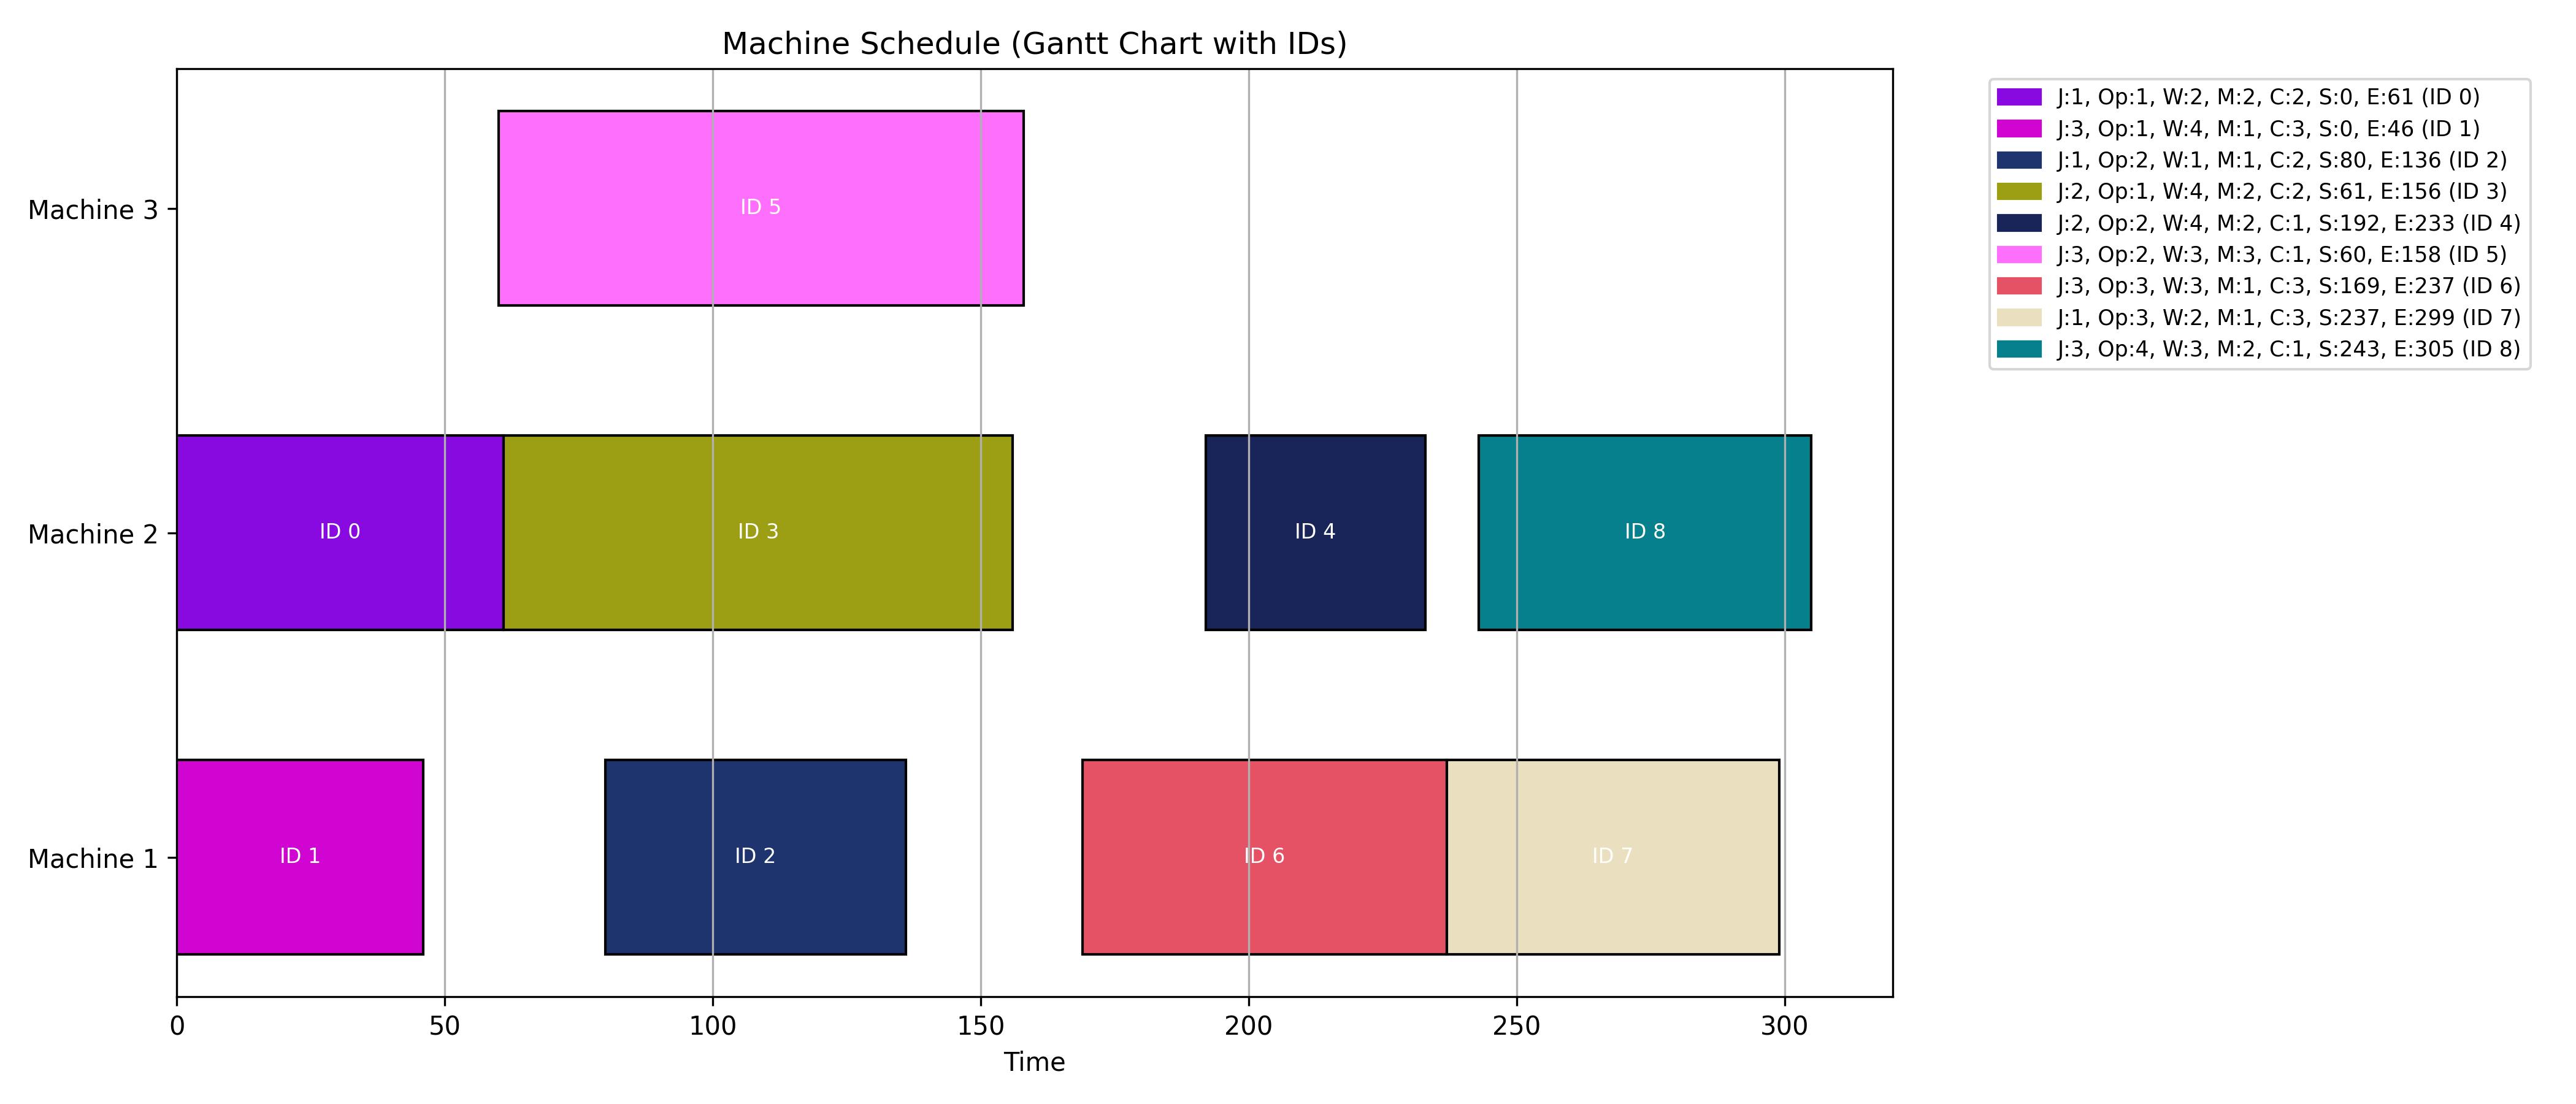 Machine Schedule (Gantt Chart with IDs)
Machine 3
Machine 2
Machine 1
ID 5
ID 0
ID 3
ID 4
ID 8
ID 1
ID 2
ID 6
ID 7
0 50 100 150 200 250 300
Time
J:1, Op:1, W:2, M:2, C:2, S:0, E:61 (ID 0)
J:3, Op:1, W:4, M:1, C:3, S:0, E:46 (ID 1)
J:1, Op:2, W:1, M:1, C:2, S:80, E:136 (ID 2)
J:2, Op:1, W:4, M:2, C:2, S:61, E:156 (ID 3)
J:2, Op:2, W:4, M:2, C:1, S:192, E:233 (ID 4)
J:3, Op:2, W:3, M:3, C:1, S:60, E:158 (ID 5)
J:3, Op:3, W:3, M:1, C:3, S:169, E:237 (ID 6)
J:1, Op:3, W:2, M:1, C:3, S:237, E:299 (ID 7)
J:3, Op:4, W:3, M:2, C:1, S:243, E:305 (ID 8)